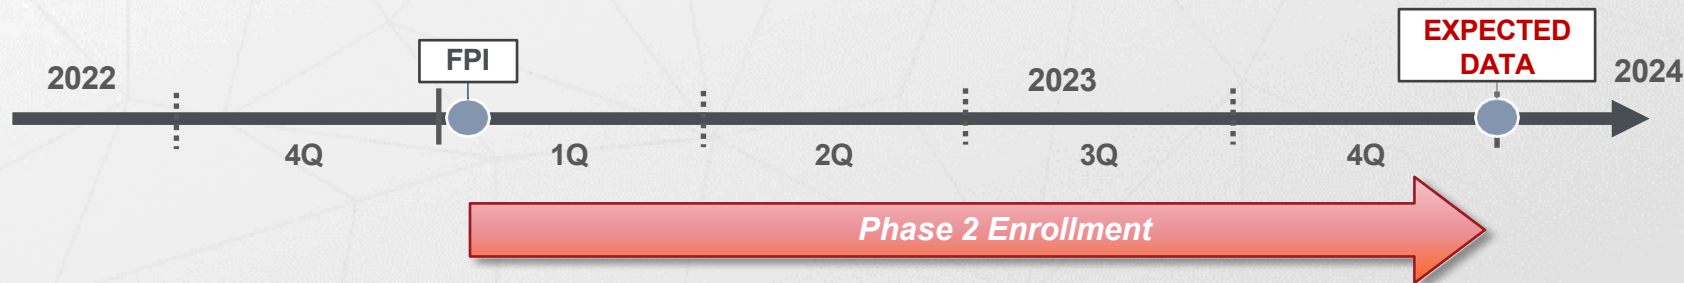 2022
FPI
2023
EXPECTED
DATA
2024
4Q
1Q
2Q
3Q
4Q
Phase 2 Enrollment